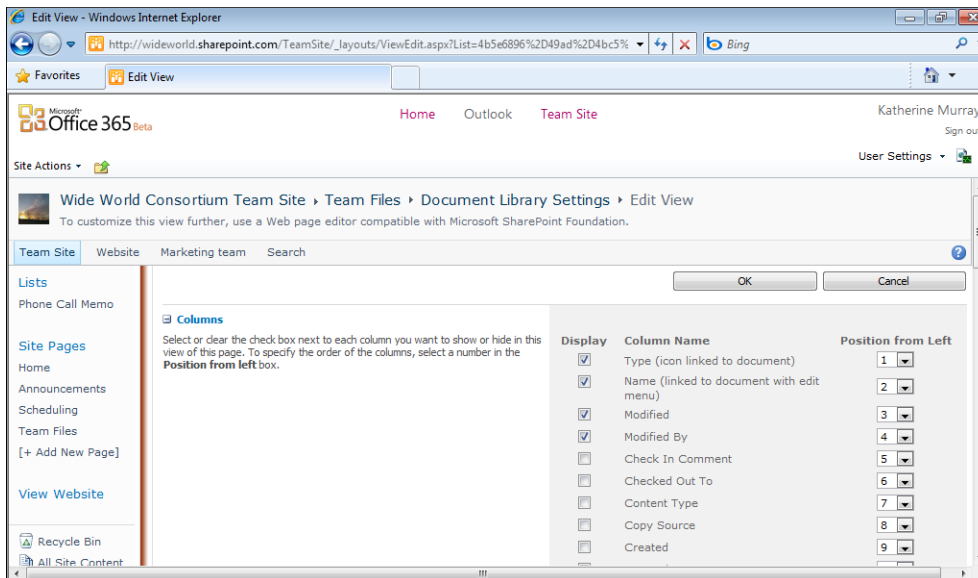 Edit View - Windows Internet Explorer
http://wideworld.sharepoint.com/TeamSite/_layouts/ViewEdit.aspx?List=4b5e6896%2D49ad%2D4bc5%
Bing
Favorites
Edit View
Microsoft
Office 365 Beta
Home Outlook Team Site
Katherine Murray
Sign ou
Site Actions
User Settings
Wide World Consortium Team Site Team Files Document Library Settings Edit View
To customize this view further, use a Web page editor compatible with Microsoft SharePoint Foundation.
Team Site Website Marketing team Search
Lists
Phone Call Memo
Site Pages
Home
Announcements
Scheduling
Team Files
[+ Add New Page]
View Website
Recycle Bin
All Site Content
OK Cancel
Columns
Select or clear the check box next to each column you want to show or hide in this
view of this page. To specify the order of the columns, select a number in the
Position from left box.
Display Column Name Position from Left
Type (icon linked to document) 1
Name (linked to document with edit
menu) 2
Modified 3
Modified By 4
Check In Comment 5
Checked Out To 6
Content Type 7
Copy Source 8
Created 9